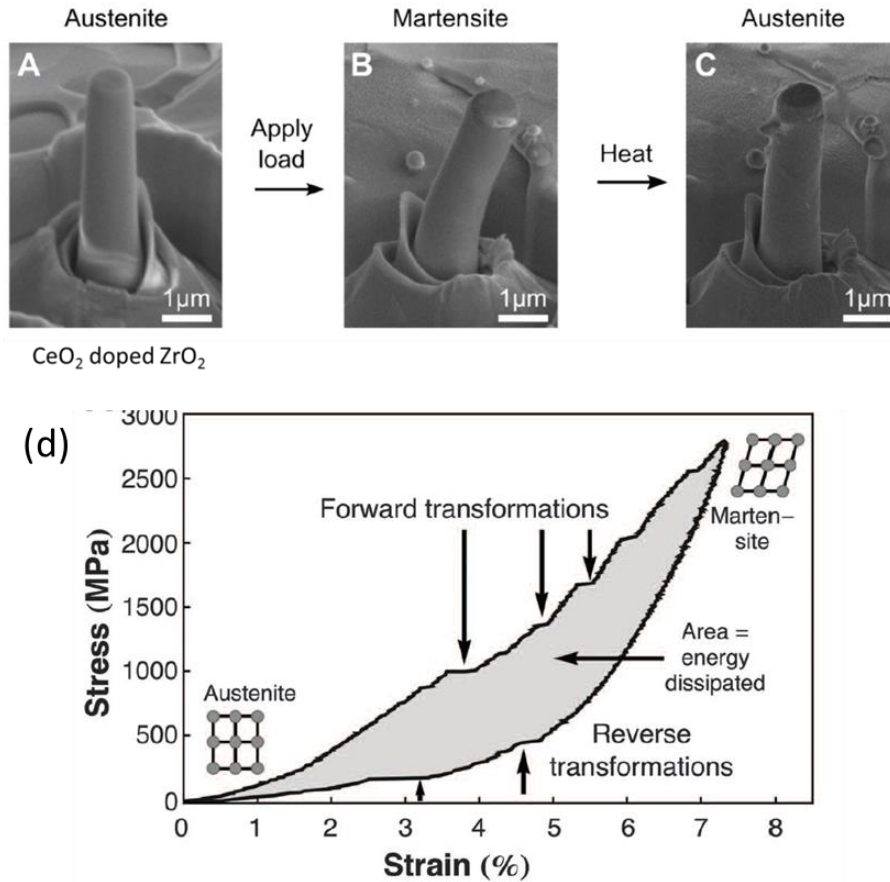 Austenite
Martensite
Austenite
A
B
C
Apply
load
Heat
1μm
1μm
1μm
CeO₂ doped ZrO₂
(d)
3000
2500
2000
1500
1000
500
0
Stress (MPa)
Forward transformations
Marten–
site
Area =
energy
dissipated
Austenite
Reverse
transformations
0
1
2
3
4
5
6
7
8
Strain (%)